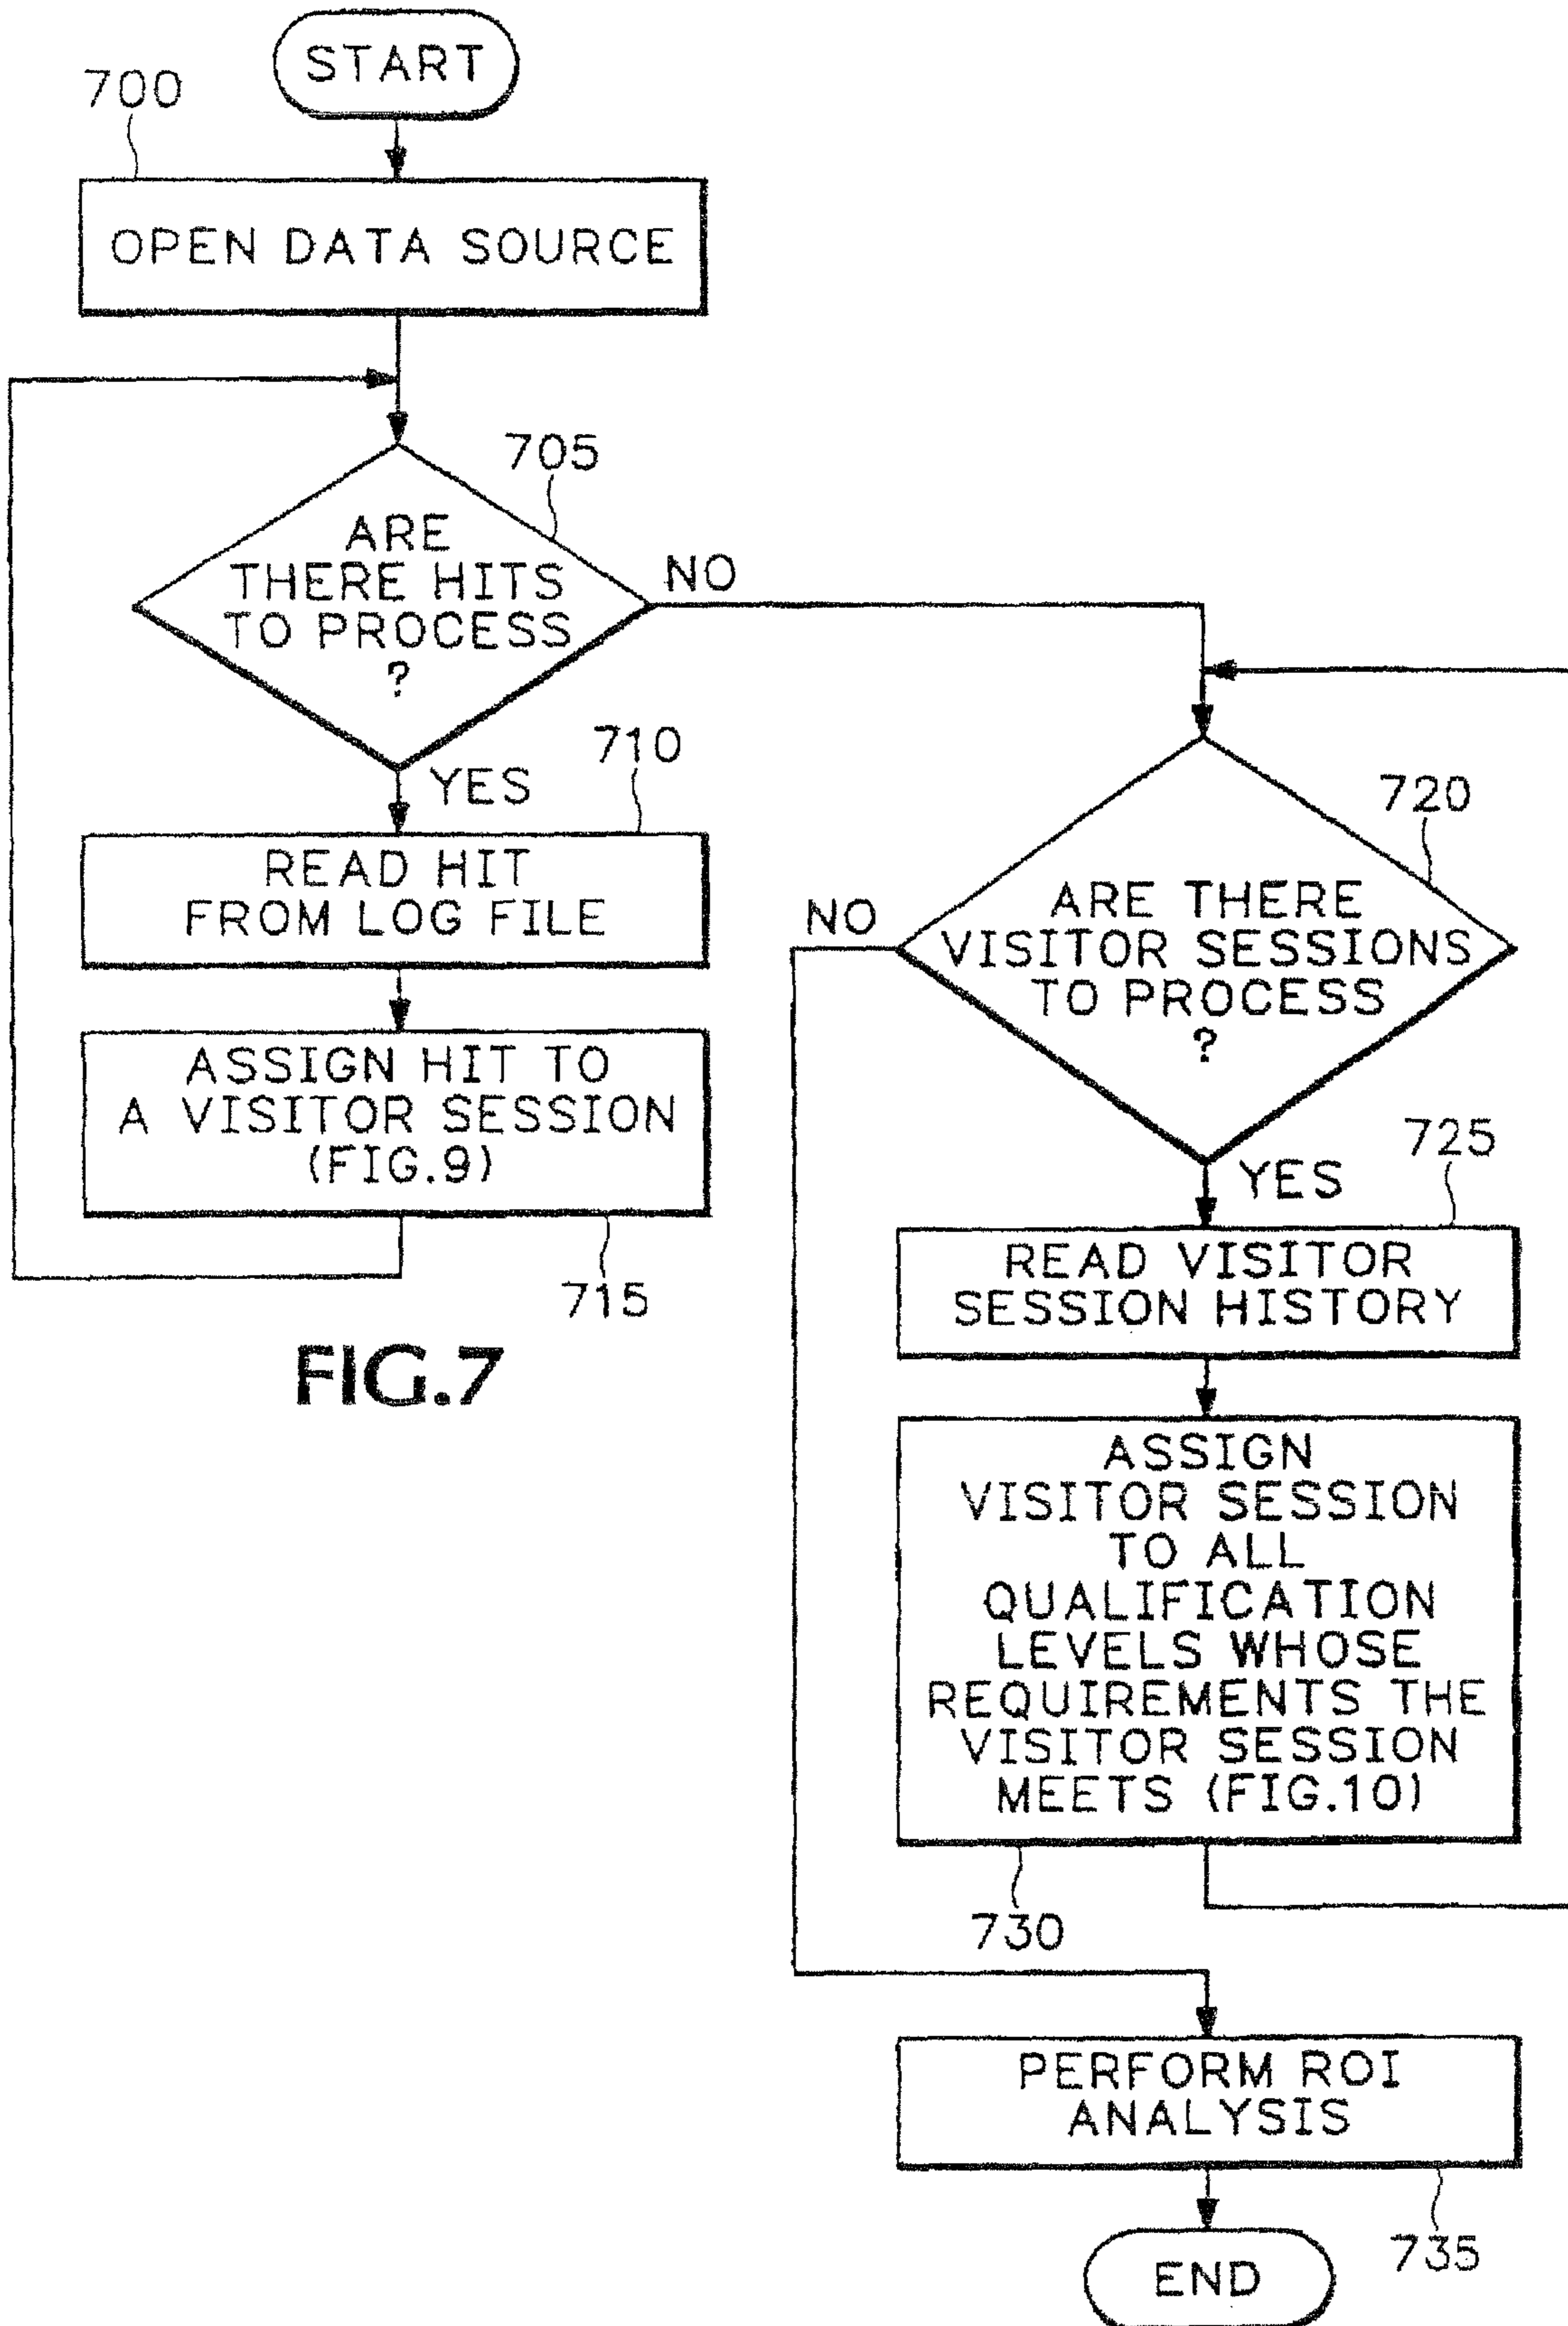 START
700
OPEN DATA SOURCE
705
ARE
THERE HITS
TO PROCESS
?
NO
YES
710
READ HIT
FROM LOG FILE
ASSIGN HIT TO
A VISITOR SESSION
(FIG.9)
715
FIG.7
720
ARE THERE
VISITOR SESSIONS
TO PROCESS
?
NO
YES
725
READ VISITOR
SESSION HISTORY
ASSIGN
VISITOR SESSION
TO ALL
QUALIFICATION
LEVELS WHOSE
REQUIREMENTS THE
VISITOR SESSION
MEETS (FIG.10)
730
PERFORM ROI
ANALYSIS
735
END